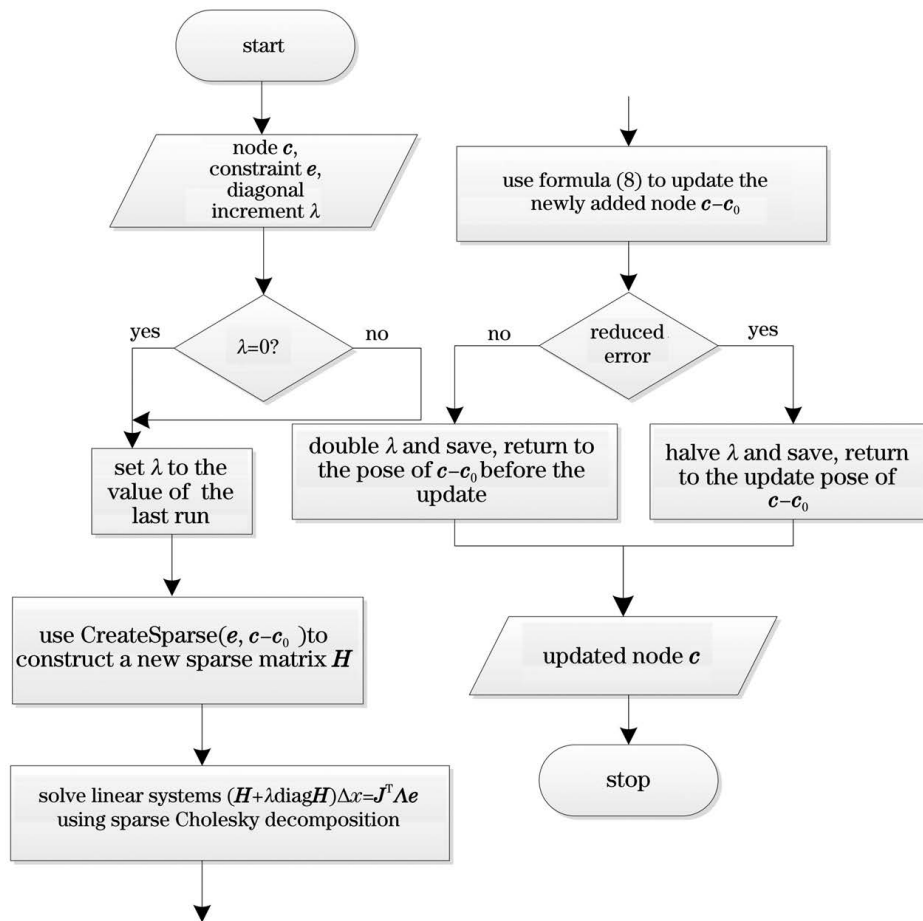 start
node c,
constraint e,
diagonal
increment λ
yes
λ=0?
no
set λ to the
value of the
last run
use CreateSparse(e, c−c₀ )to
construct a new sparse matrix H
solve linear systems (H+λdiagH)Δx=JᵀΛe
using sparse Cholesky decomposition
use formula (8) to update the
newly added node c−c₀
no
reduced
error
yes
double λ and save, return to
the pose of c−c₀ before the
update
halve λ and save, return
to the update pose of
c−c₀
updated node c
stop